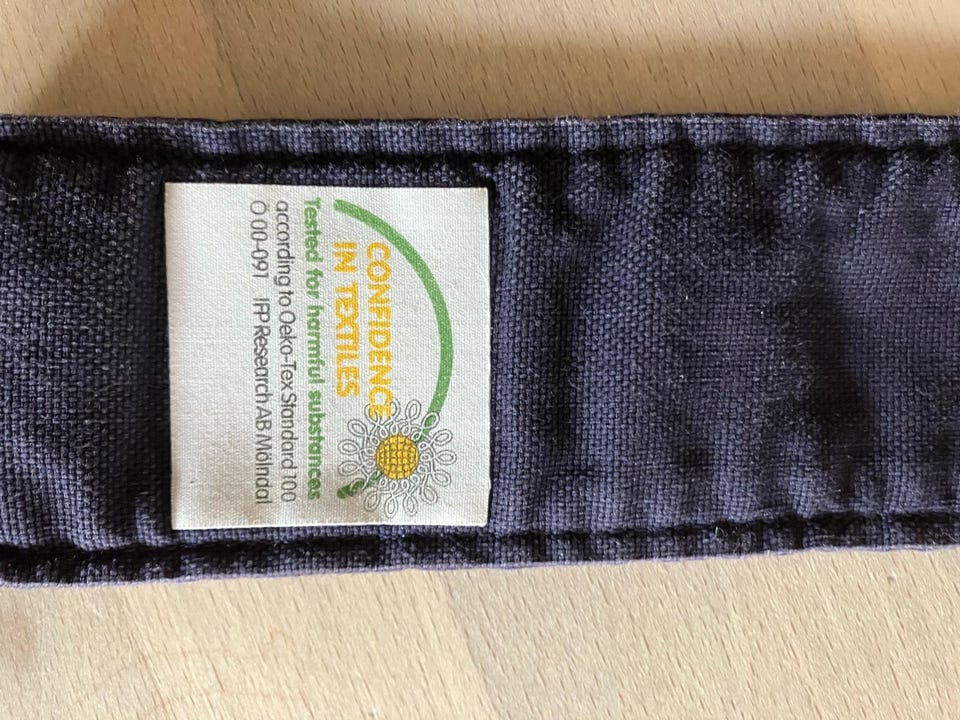 CONFIDENCE
IN TEXTILES
Tested for harmful substances
according to Oeko-Tex Standard 100
Ö 00-091 IFP Research AB Mölndal